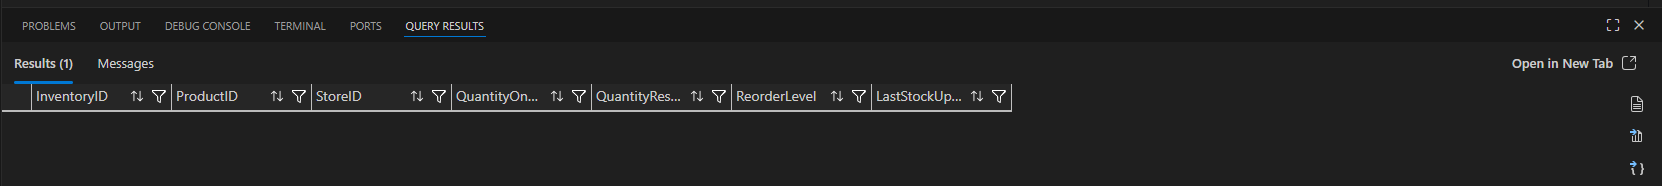 PROBLEMS OUTPUT DEBUG CONSOLE TERMINAL PORTS QUERY RESULTS
Results (1) Messages Open in New Tab
InventoryID ProductID StoreID QuantityOn... QuantityRes... ReorderLevel LastStockUp...